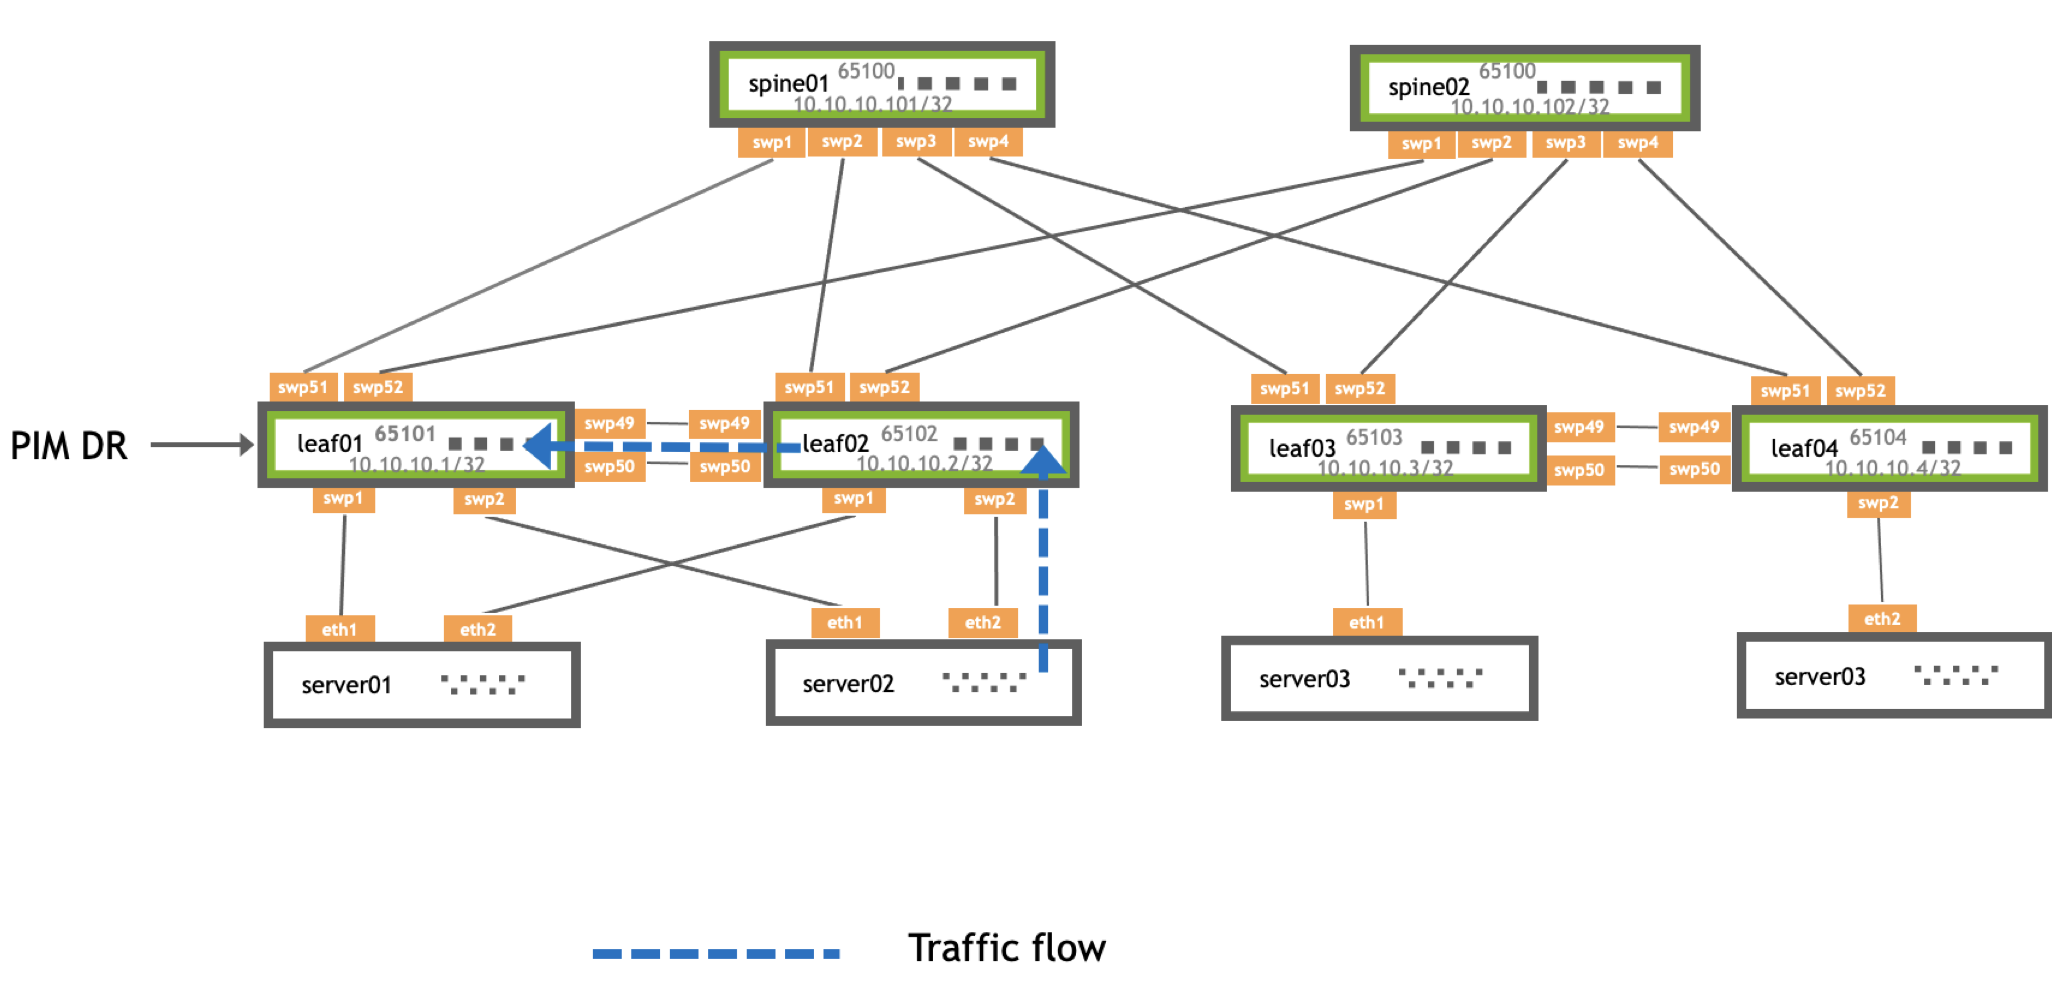 spine01 65100
10.10.10.101/32
swp1 swp2 swp3 swp4
spine02 65100
10.10.10.102/32
swp1 swp2 swp3 swp4
PIM DR
swp51 swp52
leaf01 65101
10.10.10.1/32
swp49
swp50
swp1 swp2
swp51 swp52
swp49
swp50
leaf02 65102
10.10.10.2/32
swp1 swp2
swp51 swp52
leaf03 65103
10.10.10.3/32
swp49
swp50
swp1
swp51 swp52
swp49
swp50
leaf04 65104
10.10.10.4/32
swp2
eth1 eth2
server01
eth1 eth2
server02
eth1
server03
eth2
server03
Traffic flow